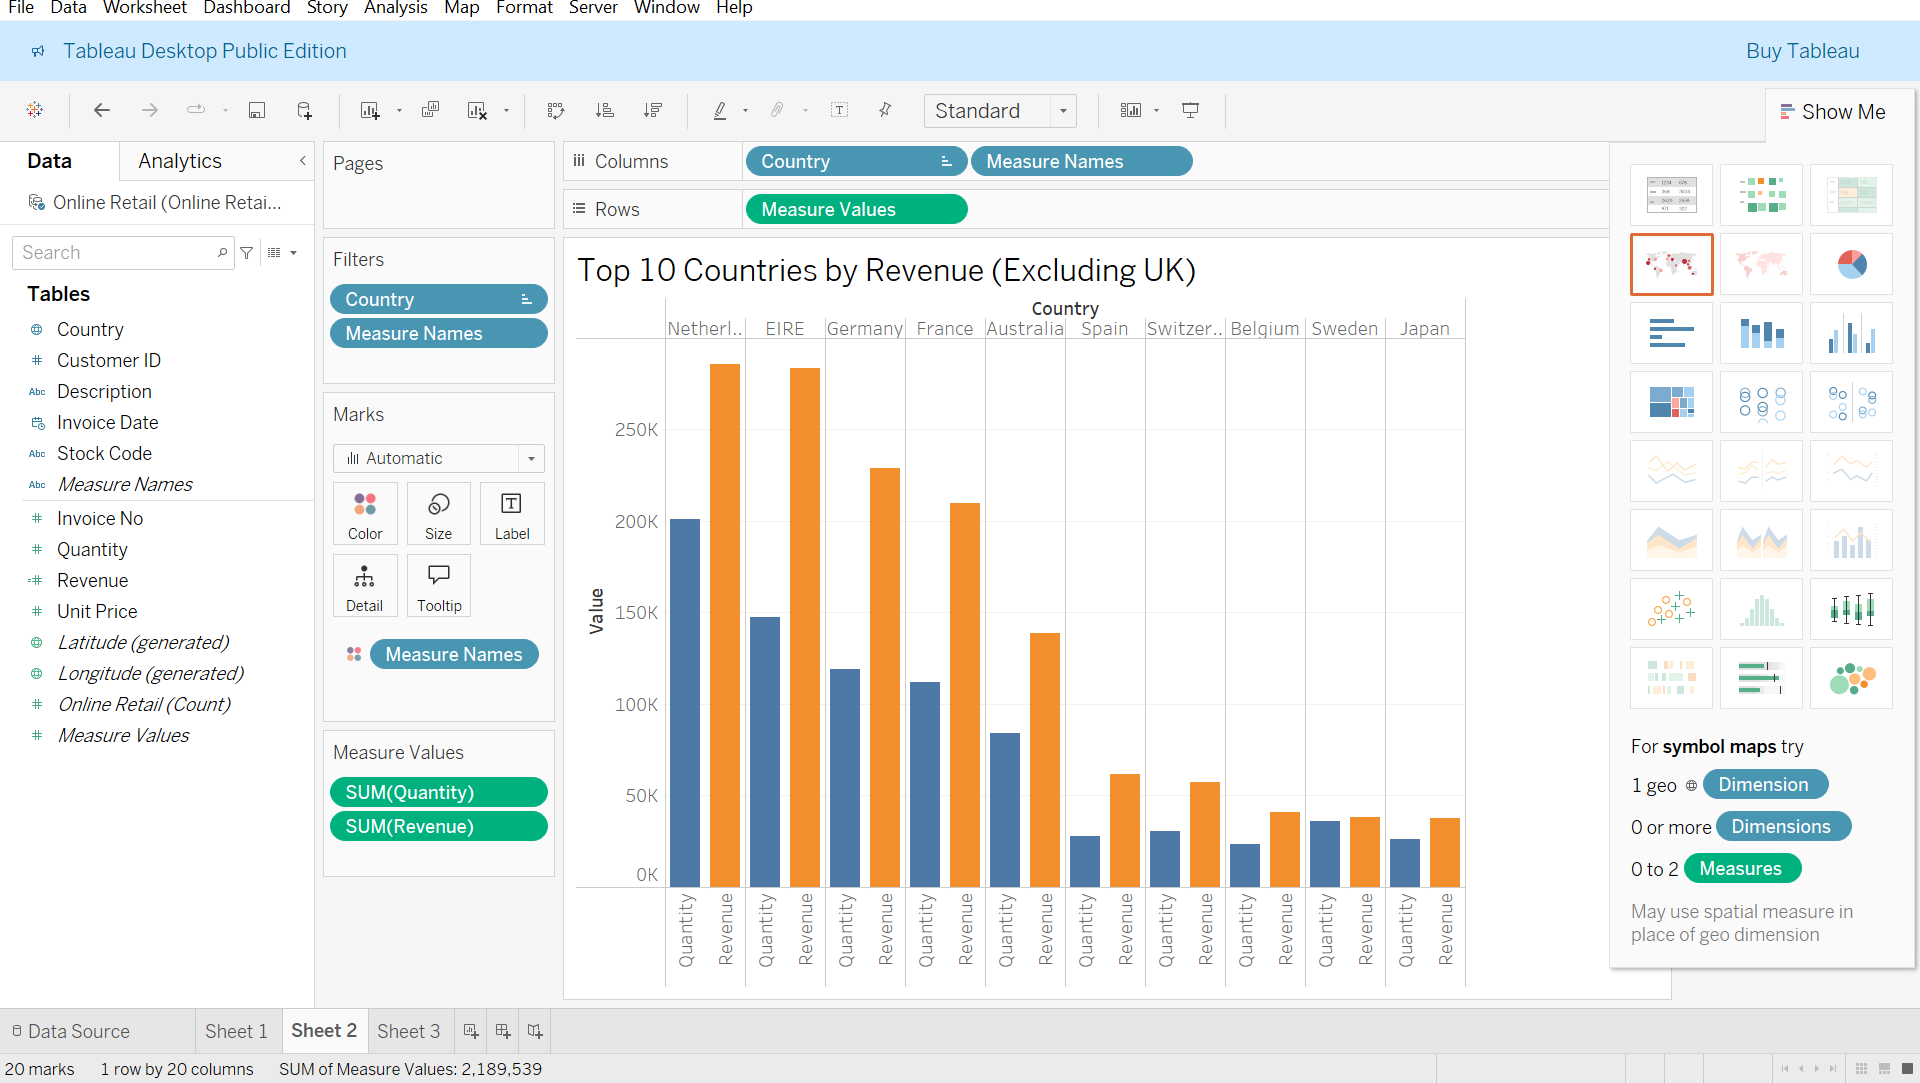 File Data Worksheet Dashboard Story Analysis Map Format Server Window Help
Tableau Desktop Public Edition
Buy Tableau
Standard
Show Me
Data
Analytics
Online Retail (Online Retai...
Search
Tables
Country
Customer ID
Abc Description
Invoice Date
Abc Stock Code
Abc Measure Names
Invoice No
Quantity
Revenue
Unit Price
Latitude (generated)
Longitude (generated)
Online Retail (Count)
Measure Values
Pages
Filters
Country
Measure Names
Marks
Automatic
Color
Size
Label
Detail
Tooltip
Measure Names
Measure Values
SUM(Quantity)
SUM(Revenue)
Columns
Country
Measure Names
Rows
Measure Values
Top 10 Countries by Revenue (Excluding UK)
Country
Netherl.. EIRE Germany France Australia Spain Switzer.. Belgium Sweden Japan
Value
250K
200K
150K
100K
50K
0K
Quantity Revenue Quantity Revenue Quantity Revenue Quantity Revenue Quantity Revenue Quantity Revenue Quantity Revenue Quantity Revenue Quantity Revenue Quantity Revenue
For symbol maps try
1 geo Dimension
0 or more Dimensions
0 to 2 Measures
May use spatial measure in
place of geo dimension
Data Source
Sheet 1
Sheet 2
Sheet 3
20 marks
1 row by 20 columns
SUM of Measure Values: 2,189,539